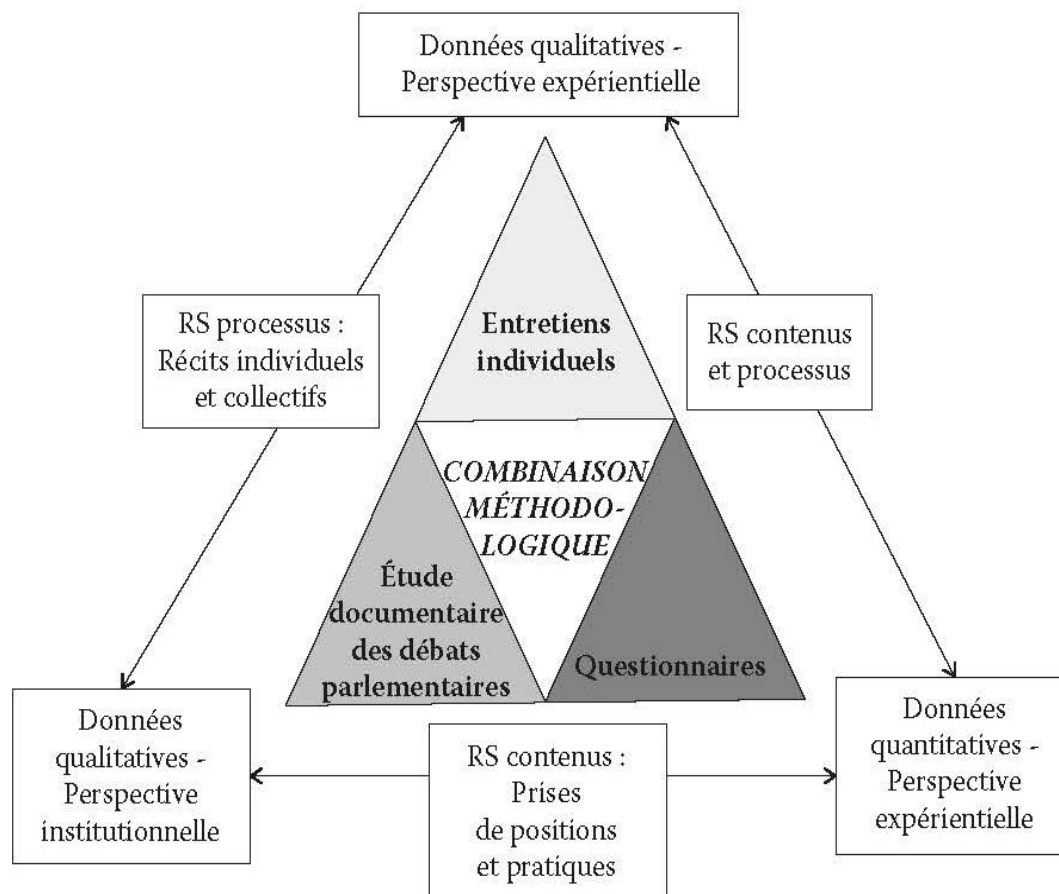 Données qualitatives -
Perspective expérientielle
RS processus :
Récits individuels
et collectifs
Entretiens
individuels
RS contenus
et processus
COMBINAISON
MÉTHODO-
LOGIQUE
Étude
documentaire
des débats
parlementaires
Questionnaires
Données
qualitatives -
Perspective
institutionnelle
RS contenus :
Prises
de positions
et pratiques
Données
quantitatives -
Perspective
expérientielle